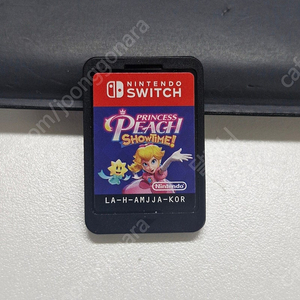 NINTENDO
SWITCH
PRINCESS
PEACH
SHOWTIME!
Nintendo
LA-H-AMJJA-KOR